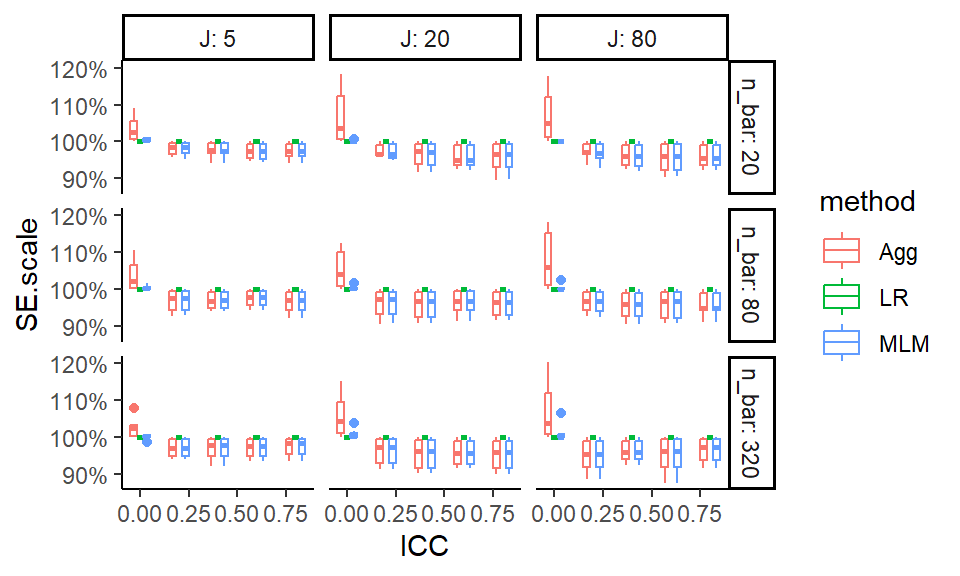 J: 5 J: 20 J: 80
120%
110%
100%
90%
n_bar: 20
120%
110%
100%
90%
n_bar: 80
120%
110%
100%
90%
n_bar: 320
0.00 0.25 0.50 0.75 0.00 0.25 0.50 0.75 0.00 0.25 0.50 0.75
ICC
SE.scale
method
Agg
LR
MLM